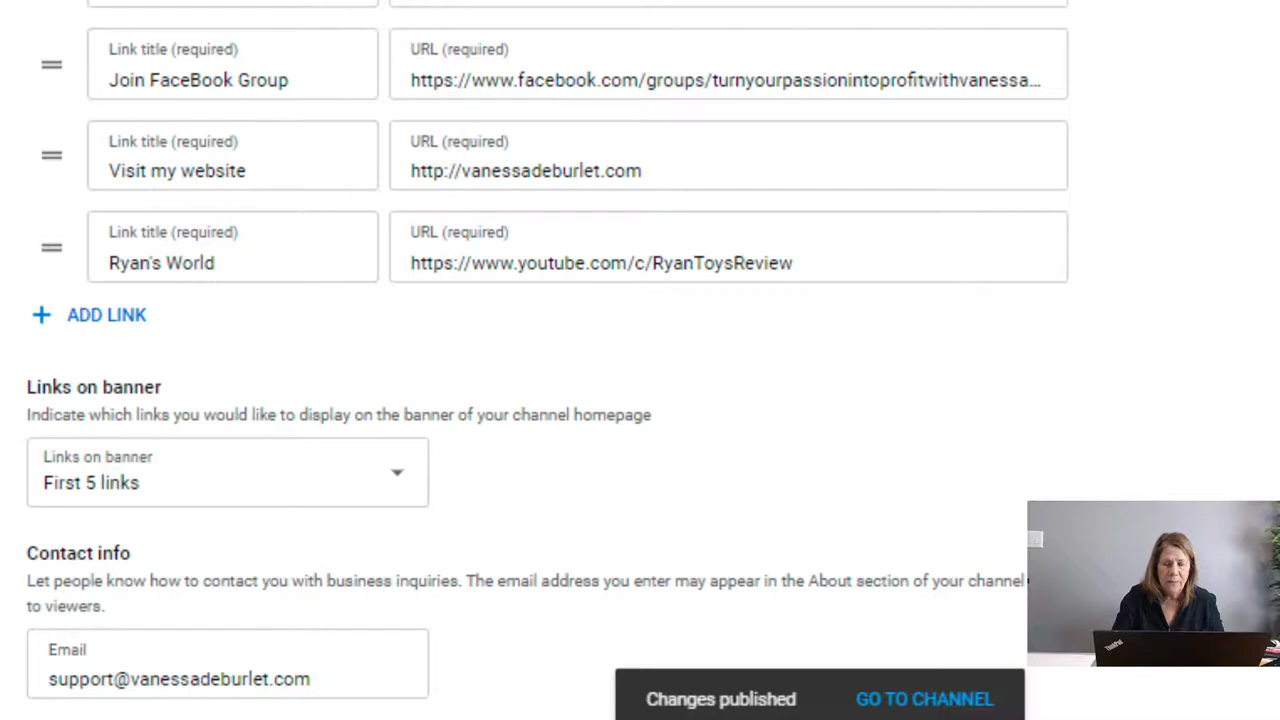 Link title (required)
Join FaceBook Group
URL (required)
https://www.facebook.com/groups/turnyourpassionintoprofitwithvanessa...
Link title (required)
Visit my website
URL (required)
http://vanessadeburlet.com
Link title (required)
Ryan's World
URL (required)
https://www.youtube.com/c/RyanToysReview
+ ADD LINK
Links on banner
Indicate which links you would like to display on the banner of your channel homepage
Links on banner
First 5 links
Contact info
Let people know how to contact you with business inquiries. The email address you enter may appear in the About section of your channel
to viewers.
Email
support@vanessadeburlet.com
Changes published
GO TO CHANNEL
ThinkPad